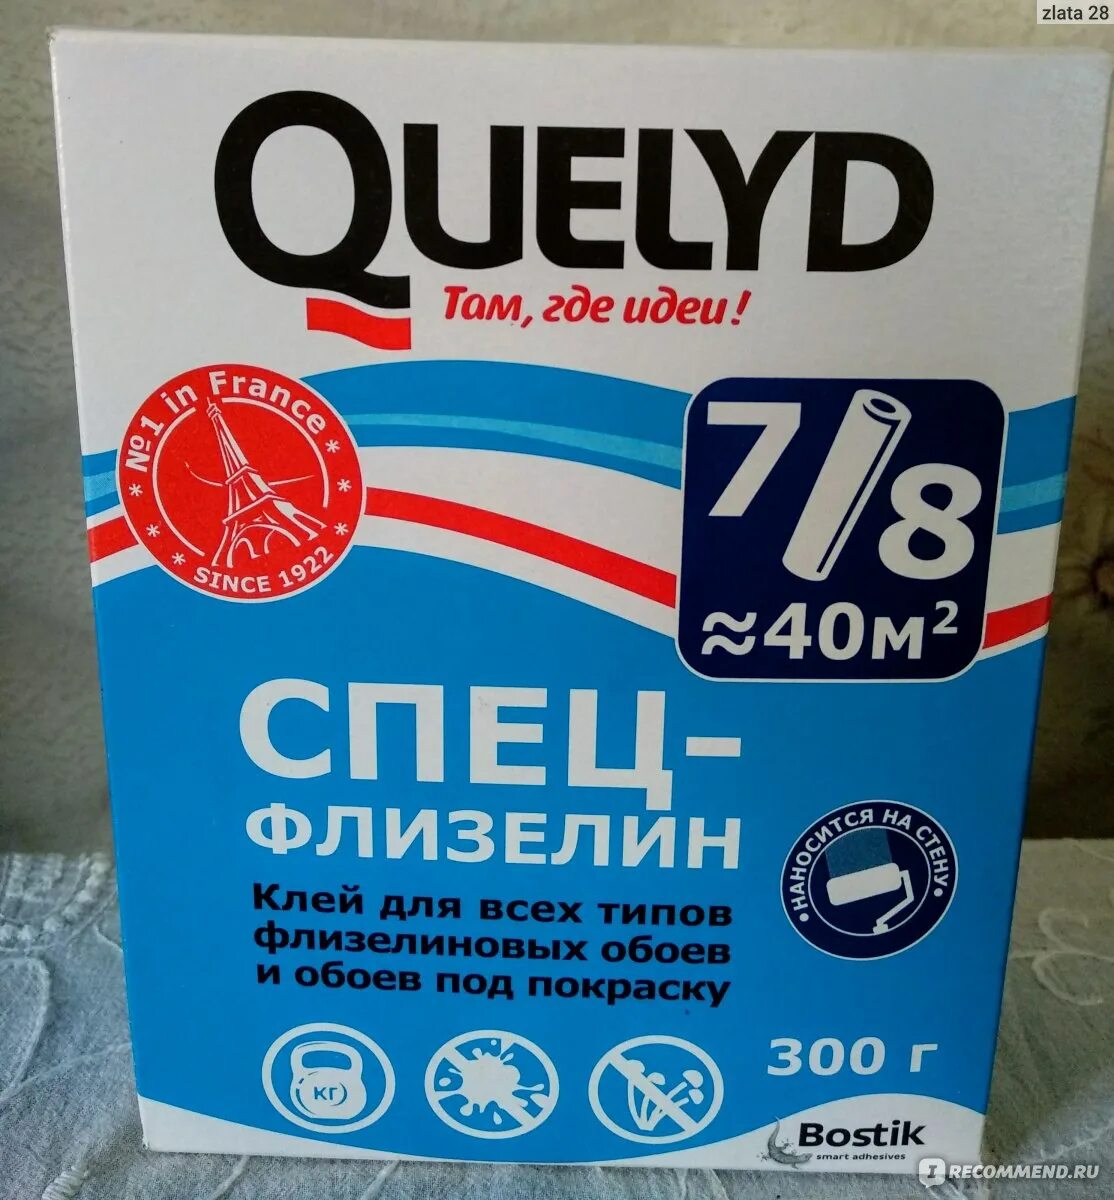 zlata 28
QUELYD
Там, где идеи!
№1 in France
SINCE 1922
7/8
≈40м²
СПЕЦ-
ФЛИЗЕЛИН
НАНОСИТСЯ НА СТЕНУ
Клей для всех типов
флизелиновых обоев
и обоев под покраску
кг
300 г
Bostik
smart adhesives
IRECOMMEND.RU